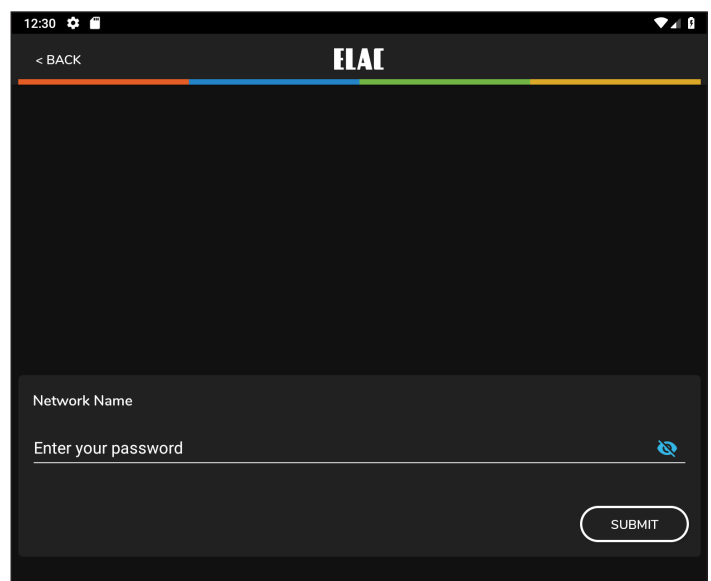 12:30
< BACK
ELAC
Network Name
Enter your password
SUBMIT